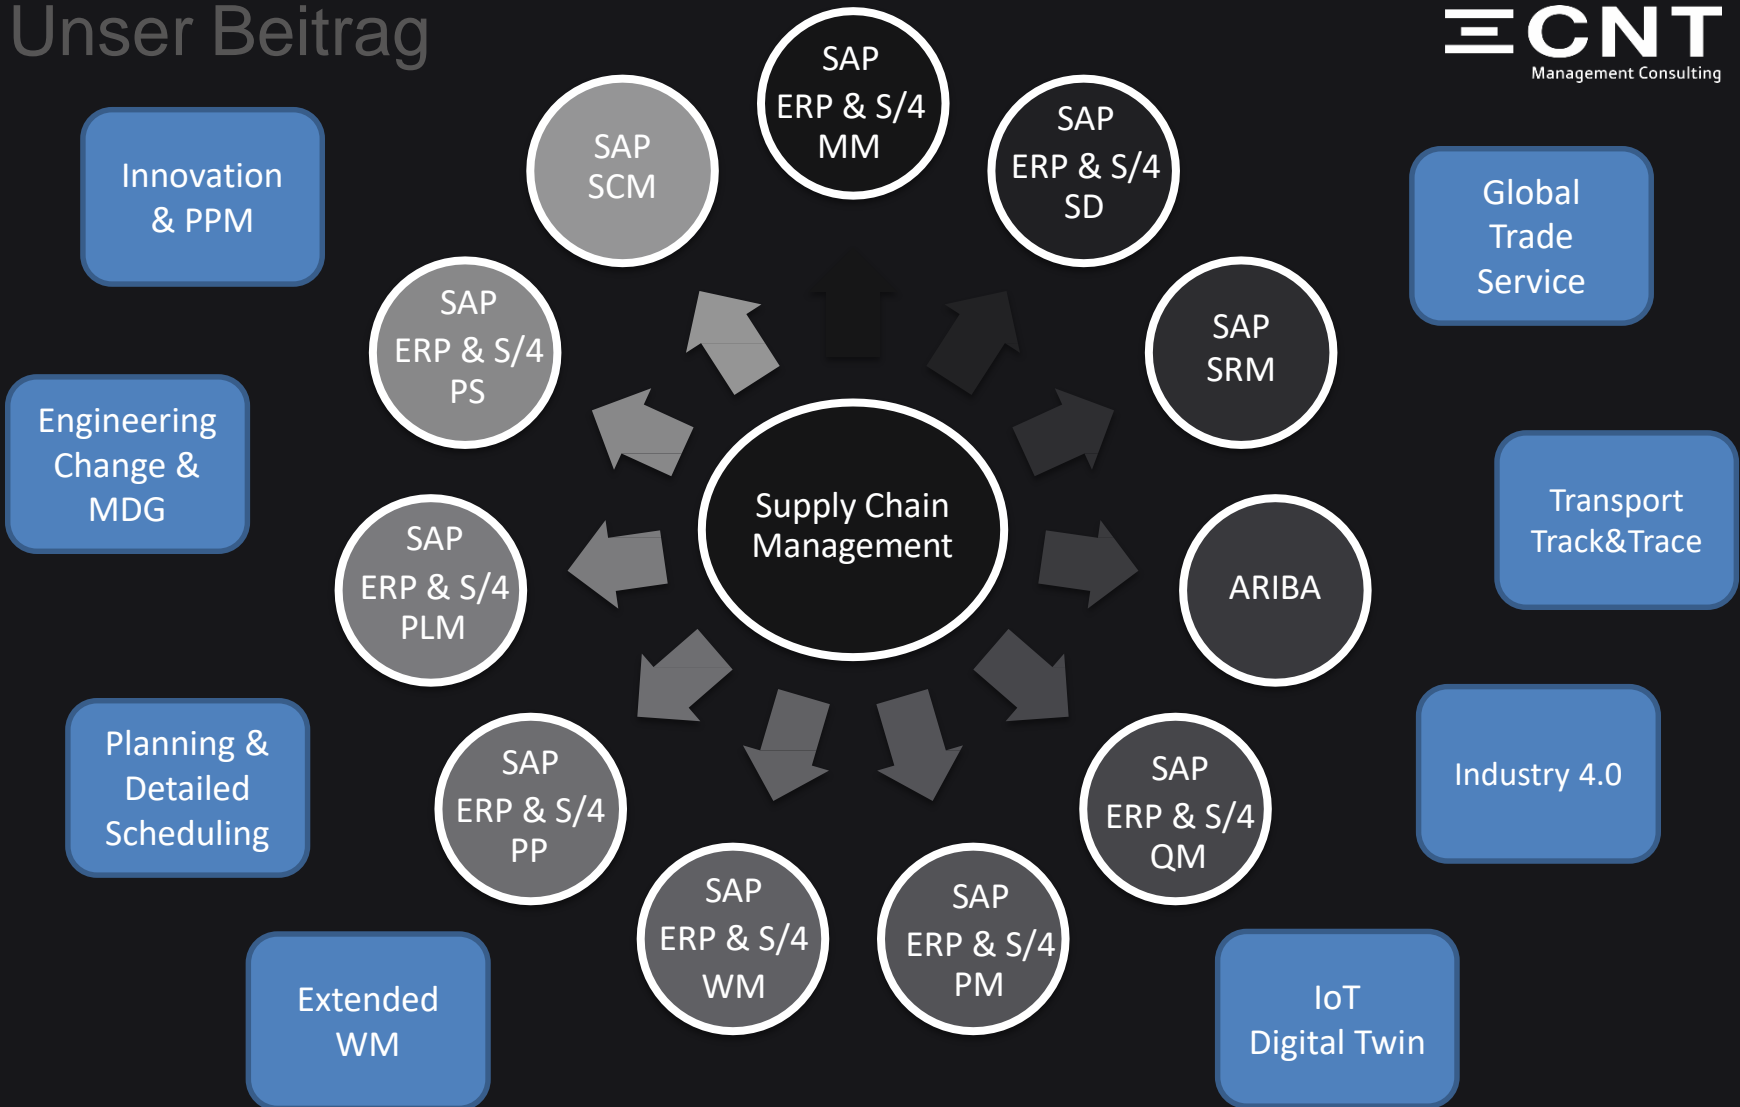 Unser Beitrag
CNT
Management Consulting
SAP
ERP & S/4
MM
SAP
ERP & S/4
SD
SAP
SRM
ARIBA
SAP
ERP & S/4
QM
SAP
ERP & S/4
PM
SAP
ERP & S/4
WM
SAP
ERP & S/4
PP
SAP
ERP & S/4
PLM
SAP
ERP & S/4
PS
SAP
SCM
Supply Chain
Management
Innovation
& PPM
Engineering
Change &
MDG
Planning &
Detailed
Scheduling
Extended
WM
Global
Trade
Service
Transport
Track&Trace
Industry 4.0
IoT
Digital Twin